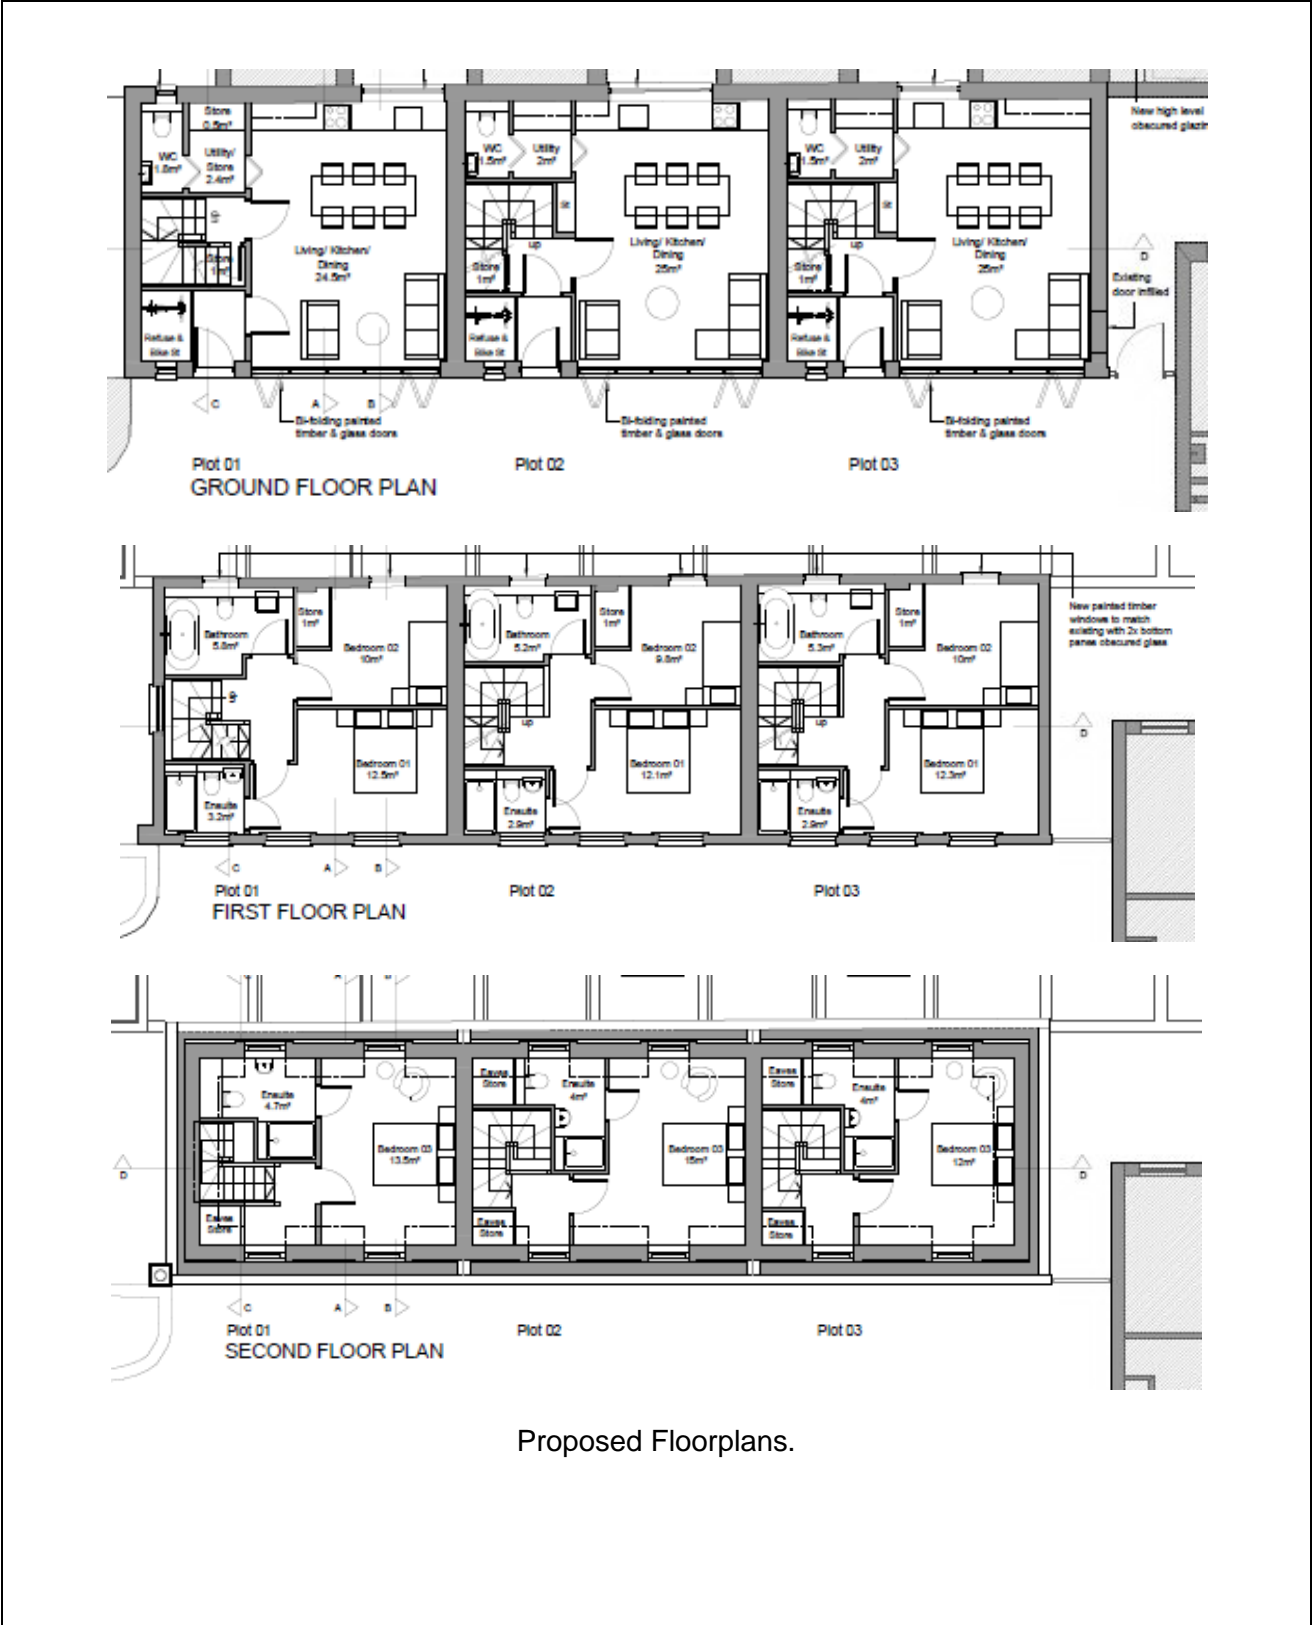 New high level
obscured glazin
Store
0.5m²
WC
1.8m²
Utility/
Store
2.4m²
up
Store
1m²
Living/ Kitchen/
Dining
24.5m²
Refuse &
Bike St
WC
1.5m²
Utility
2m²
St
up
Store
1m²
Living/ Kitchen/
Dining
25m²
Refuse &
Bike St
WC
1.5m²
Utility
2m²
St
up
Store
1m²
Living/ Kitchen/
Dining
25m²
Refuse &
Bike St
D
Existing
door infilled
C
A
B
Bi-folding painted
timber & glass doors
Bi-folding painted
timber & glass doors
Bi-folding painted
timber & glass doors
Plot 01
Plot 02
Plot 03
GROUND FLOOR PLAN
New painted timber
windows to match
existing with 2x bottom
panes obscured glass
Bathroom
5.8m²
Store
1m²
Bedroom 02
10m²
up
Bedroom 01
12.5m²
Ensuite
3.2m²
Bathroom
5.2m²
Store
1m²
Bedroom 02
9.8m²
up
Bedroom 01
12.1m²
Ensuite
2.9m²
Bathroom
5.3m²
Store
1m²
Bedroom 02
10m²
up
Bedroom 01
12.3m²
Ensuite
2.9m²
D
C
A
B
Plot 01
Plot 02
Plot 03
FIRST FLOOR PLAN
Ensuite
4.7m²
Bedroom 03
13.5m²
Eaves
Store
Eaves
Store
Ensuite
4m²
Bedroom 03
15m²
Eaves
Store
Eaves
Store
Ensuite
4m²
Bedroom 03
12m²
Eaves
Store
D
D
C
A
B
Plot 01
Plot 02
Plot 03
SECOND FLOOR PLAN
Proposed Floorplans.